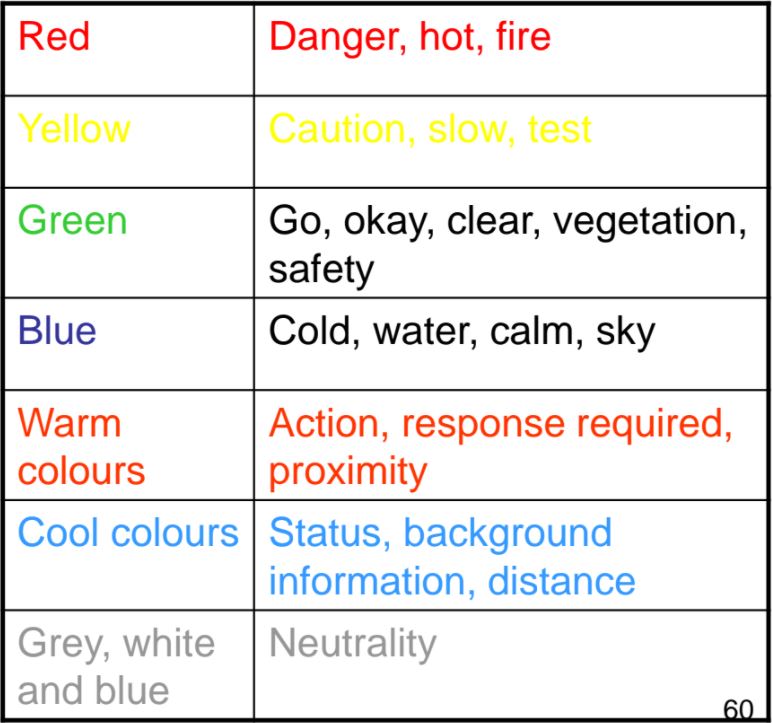 Red
Danger, hot, fire
Yellow
Caution, slow, test
Green
Go, okay, clear, vegetation,
safety
Blue
Cold, water, calm, sky
Warm
colours
Action, response required,
proximity
Cool colours
Status, background
information, distance
Grey, white
and blue
Neutrality
60